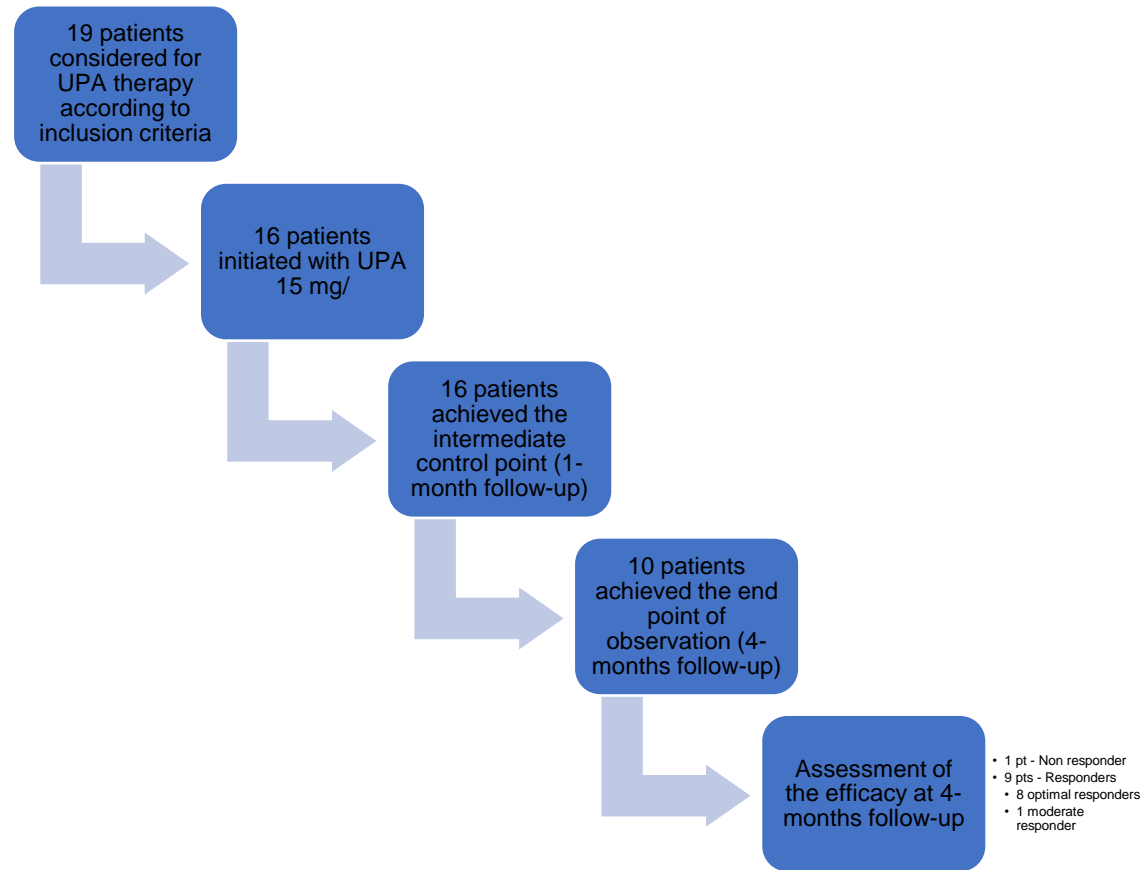 19 patients
considered for
UPA therapy
according to
inclusion criteria
16 patients
initiated with UPA
15 mg/
16 patients
achieved the
intermediate
control point (1-
month follow-up)
10 patients
achieved the end
point of
observation (4-
months follow-up)
Assessment of
the efficacy at 4-
months follow-up
• 1 pt - Non responder
• 9 pts - Responders
• 8 optimal responders
• 1 moderate
responder